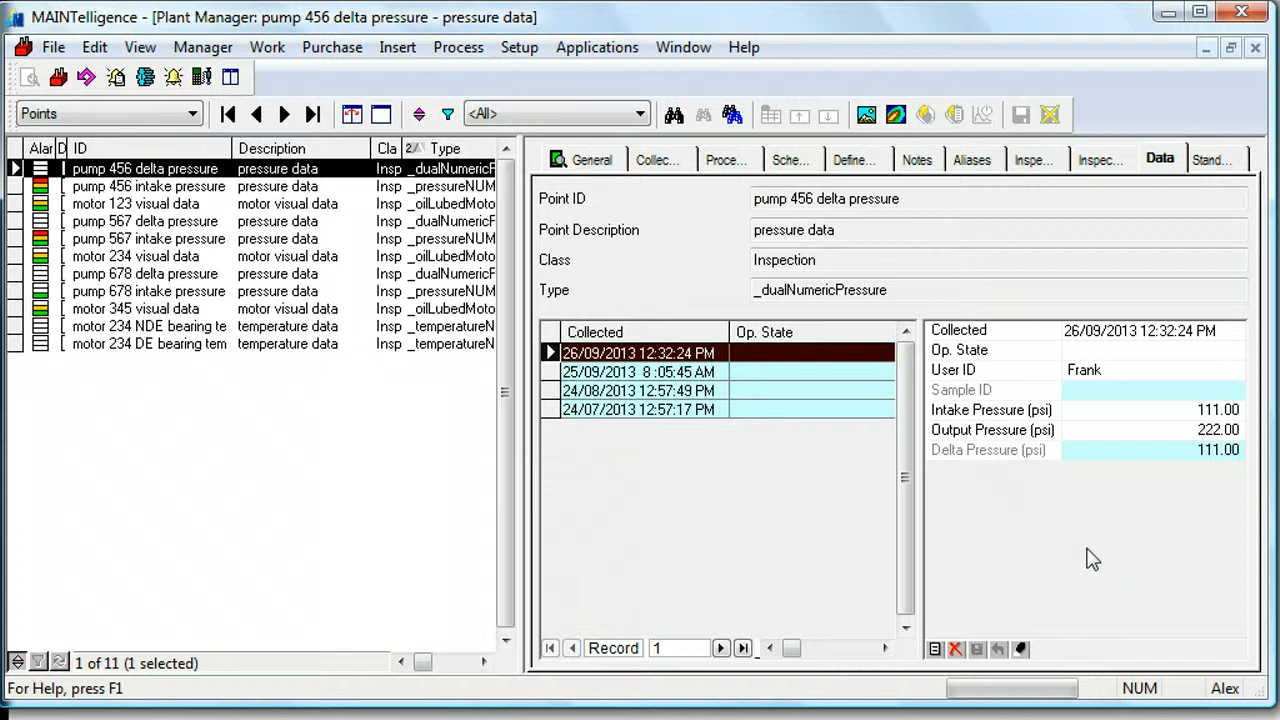 MAINTelligence - [Plant Manager: pump 456 delta pressure - pressure data]
File Edit View Manager Work Purchase Insert Process Setup Applications Window Help
Points <All>
Alar D ID Description Cla Type
pump 456 delta pressure pressure data Insp _dualNumericF
pump 456 intake pressure pressure data Insp _pressureNUM
motor 123 visual data motor visual data Insp _oilLubedMoto
pump 567 delta pressure pressure data Insp _dualNumericF
pump 567 intake pressure pressure data Insp _pressureNUM
motor 234 visual data motor visual data Insp _oilLubedMoto
pump 678 delta pressure pressure data Insp _dualNumericF
pump 678 intake pressure pressure data Insp _pressureNUM
motor 345 visual data motor visual data Insp _oilLubedMoto
motor 234 NDE bearing te temperature data Insp _temperatureN
motor 234 DE bearing tem temperature data Insp _temperatureN
1 of 11 (1 selected)
General Collec... Proce... Sche... Define... Notes Aliases Inspe... Inspec... Data Stand...
Point ID pump 456 delta pressure
Point Description pressure data
Class Inspection
Type _dualNumericPressure
Collected Op. State
26/09/2013 12:32:24 PM
25/09/2013 8:05:45 AM
24/08/2013 12:57:49 PM
24/07/2013 12:57:17 PM
Record 1
Collected 26/09/2013 12:32:24 PM
Op. State
User ID Frank
Sample ID
Intake Pressure (psi) 111.00
Output Pressure (psi) 222.00
Delta Pressure (psi) 111.00
For Help, press F1 NUM Alex